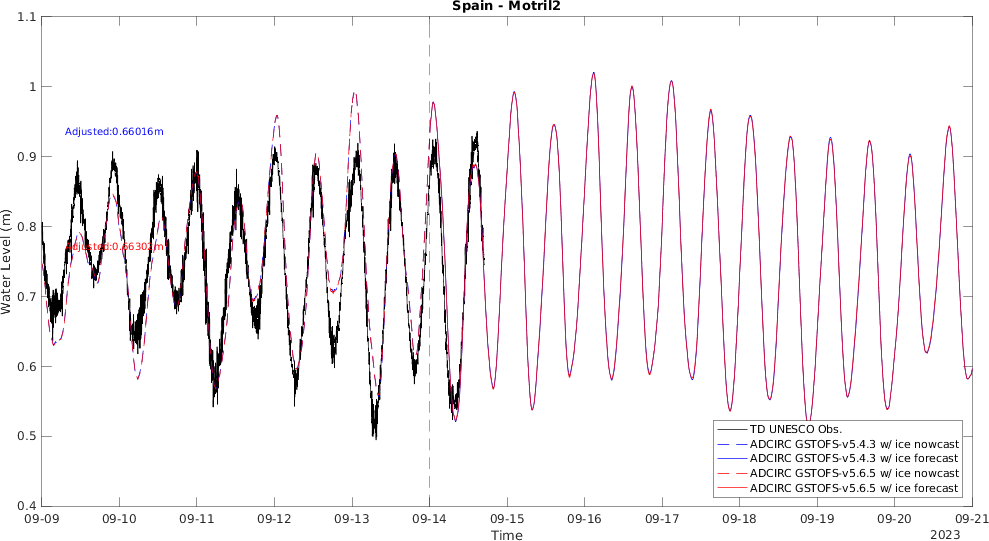 Spain - Motril2
1.1
1
0.9
0.8
0.7
0.6
0.5
0.4
Water Level (m)
Adjusted:0.66016m
Adjusted:0.66302m
TD UNESCO Obs.
ADCIRC GSTOFS-v5.4.3 w/ ice nowcast
ADCIRC GSTOFS-v5.4.3 w/ ice forecast
ADCIRC GSTOFS-v5.6.5 w/ ice nowcast
ADCIRC GSTOFS-v5.6.5 w/ ice forecast
09-09 09-10 09-11 09-12 09-13 09-14 09-15 09-16 09-17 09-18 09-19 09-20 09-21
Time
2023